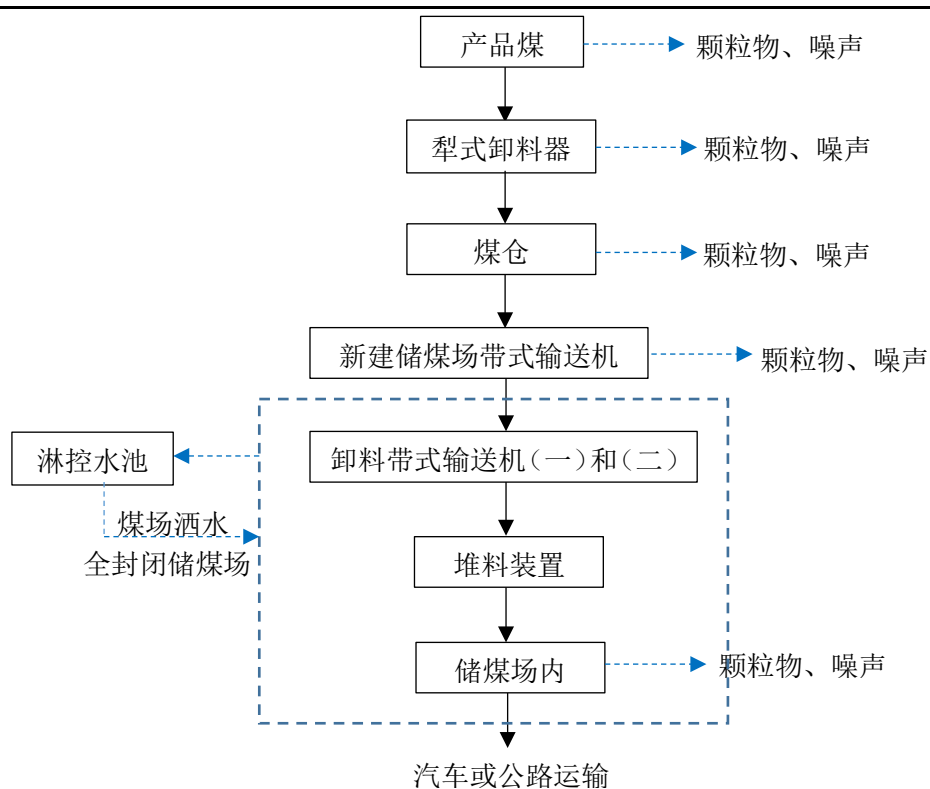 产品煤
颗粒物、噪声
犁式卸料器
颗粒物、噪声
煤仓
颗粒物、噪声
新建储煤场带式输送机
颗粒物、噪声
淋控水池
卸料带式输送机(一)和(二)
煤场洒水
全封闭储煤场
堆料装置
储煤场内
颗粒物、噪声
汽车或公路运输